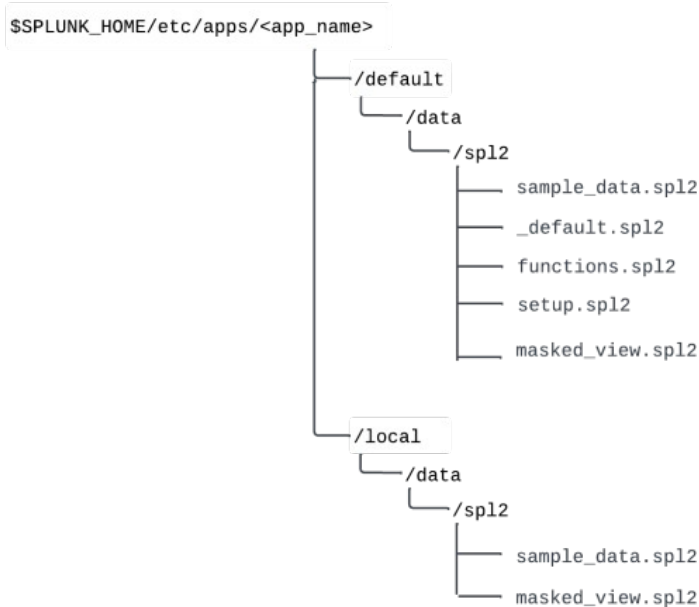 $SPLUNK_HOME/etc/apps/<app_name>
/default
/data
/spl2
sample_data.spl2
_default.spl2
functions.spl2
setup.spl2
masked_view.spl2
/local
/data
/spl2
sample_data.spl2
masked_view.spl2